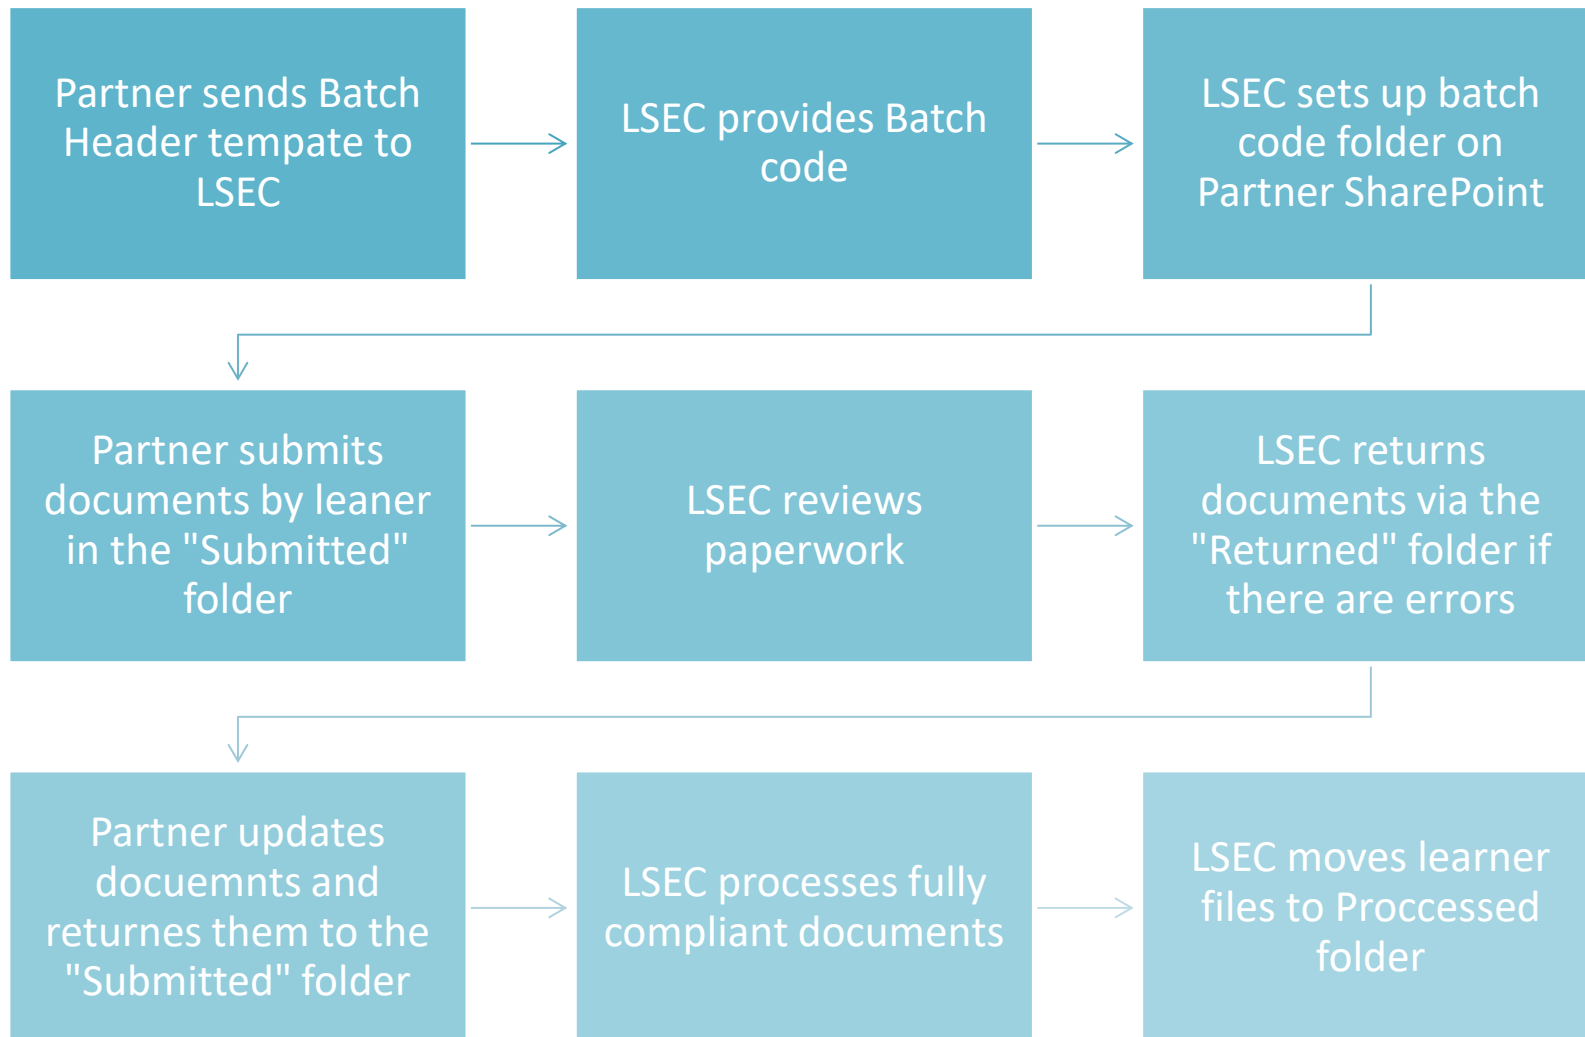 Partner sends Batch
Header tempate to
LSEC
LSEC provides Batch
code
LSEC sets up batch
code folder on
Partner SharePoint
Partner submits
documents by leaner
in the "Submitted"
folder
LSEC reviews
paperwork
LSEC returns
documents via the
"Returned" folder if
there are errors
Partner updates
docuemnts and
returnes them to the
"Submitted" folder
LSEC processes fully
compliant documents
LSEC moves learner
files to Proccessed
folder